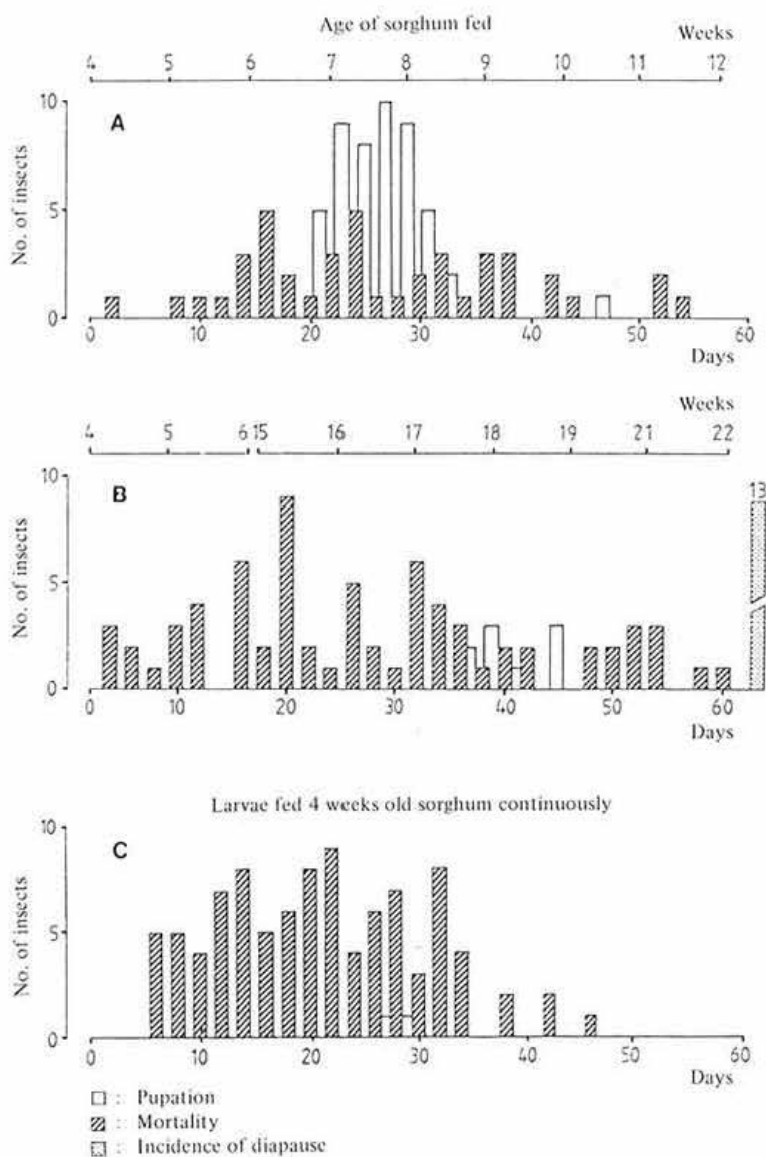 Age of sorghum fed
Weeks
4 5 6 7 8 9 10 11 12
10
A
No. of insects
5
0
0 10 20 30 40 50 60
Days
Weeks
4 5 6 15 16 17 18 19 20 21 22
10
B
13
No. of insects
5
0
0 10 20 30 40 50 60
Days
Larvae fed 4 weeks old sorghum continuously
10
C
No. of insects
5
0
0 10 20 30 40 50 60
Days
: Pupation
: Mortality
: Incidence of diapause